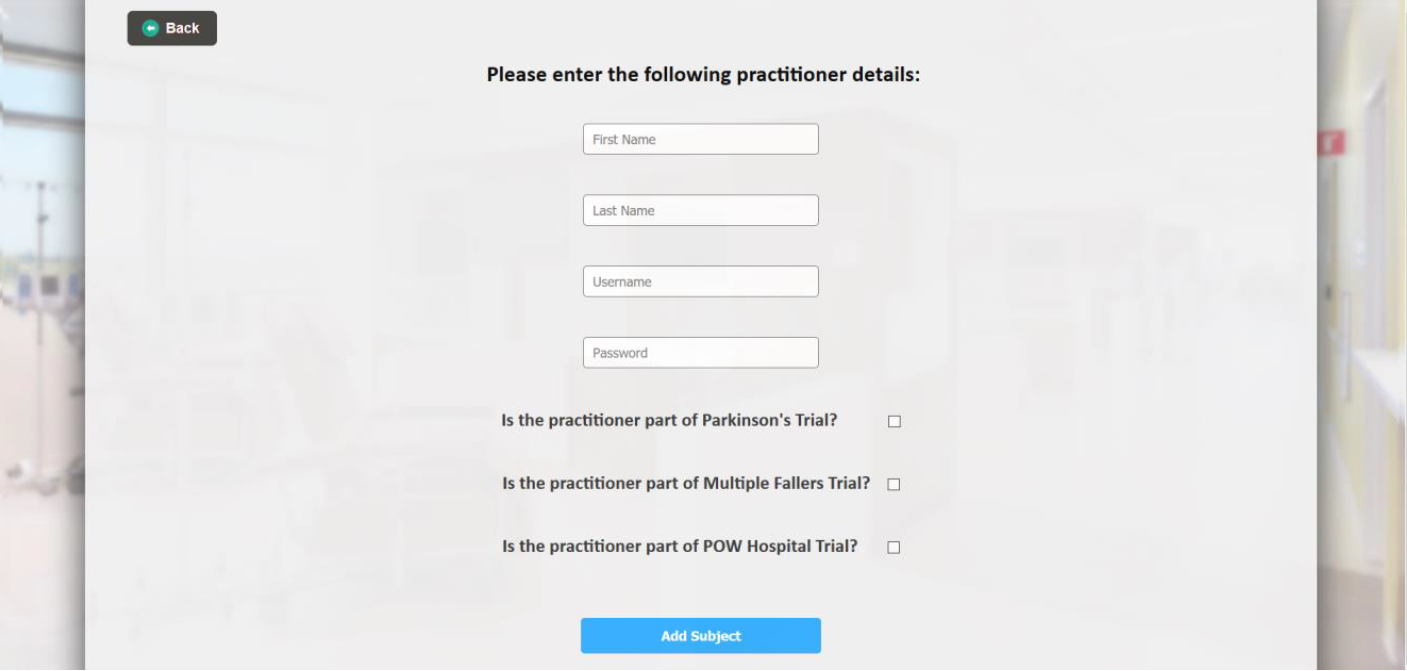 Back
Please enter the following practitioner details:
First Name
Last Name
Username
Password
Is the practitioner part of Parkinson's Trial?
Is the practitioner part of Multiple Fallers Trial?
Is the practitioner part of POW Hospital Trial?
Add Subject